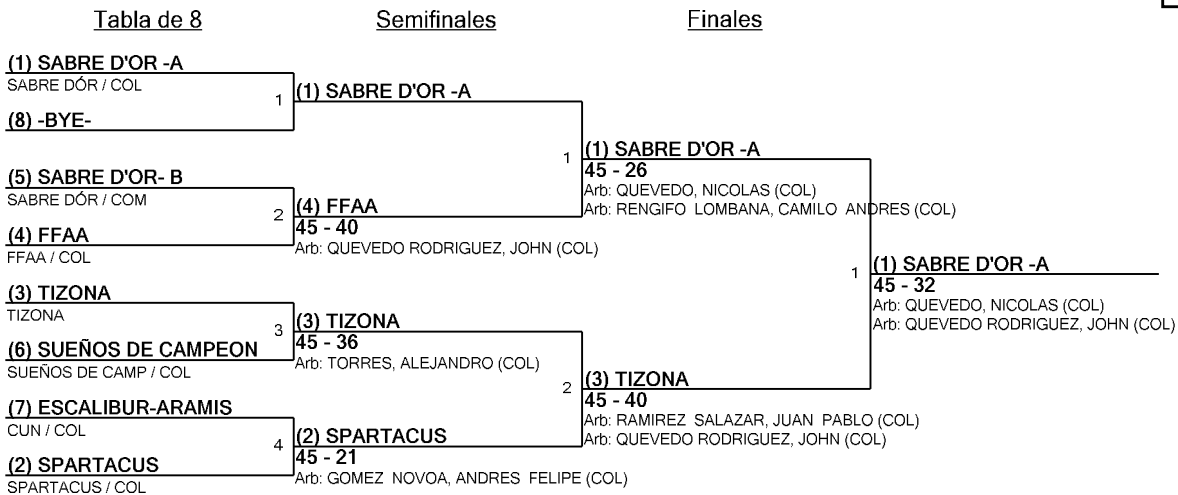 Tabla de 8
Semifinales
Finales
(1) SABRE D'OR -A
SABRE DÓR / COL
1
(1) SABRE D'OR -A
(8) -BYE-
1
(1) SABRE D'OR -A
45 - 26
Arb: QUEVEDO, NICOLAS (COL)
Arb: RENGIFO LOMBANA, CAMILO ANDRES (COL)
(5) SABRE D'OR- B
SABRE DÓR / COM
2
(4) FFAA
45 - 40
Arb: QUEVEDO RODRIGUEZ, JOHN (COL)
(4) FFAA
FFAA / COL
1
(1) SABRE D'OR -A
45 - 32
Arb: QUEVEDO, NICOLAS (COL)
Arb: QUEVEDO RODRIGUEZ, JOHN (COL)
(3) TIZONA
TIZONA
3
(3) TIZONA
45 - 36
Arb: TORRES, ALEJANDRO (COL)
(6) SUEÑOS DE CAMPEON
SUEÑOS DE CAMP / COL
2
(3) TIZONA
45 - 40
Arb: RAMIREZ SALAZAR, JUAN PABLO (COL)
Arb: QUEVEDO RODRIGUEZ, JOHN (COL)
(7) ESCALIBUR-ARAMIS
CUN / COL
4
(2) SPARTACUS
45 - 21
Arb: GOMEZ NOVOA, ANDRES FELIPE (COL)
(2) SPARTACUS
SPARTACUS / COL